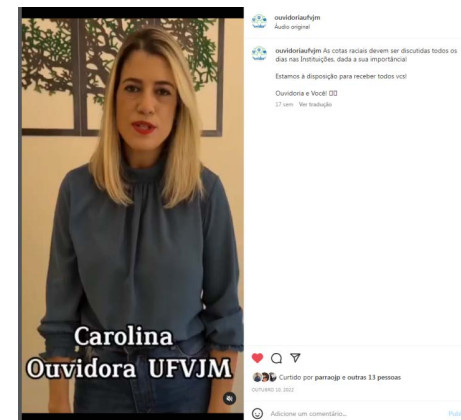 Carolina
Ouvidora UFVJM
ouvidoriaufvjm
Áudio original
ouvidoriaufvjm As cotas raciais devem ser discutidas todos os
dias nas Instituições. dada a sua importância!
Estamos à disposição para receber todos vcs!
Ouvidoria e Você!
17 sem Ver tradução
Curtido por parraojp e outras 13 pessoas
OUTUBRO 10, 2022
Adicione um comentário...